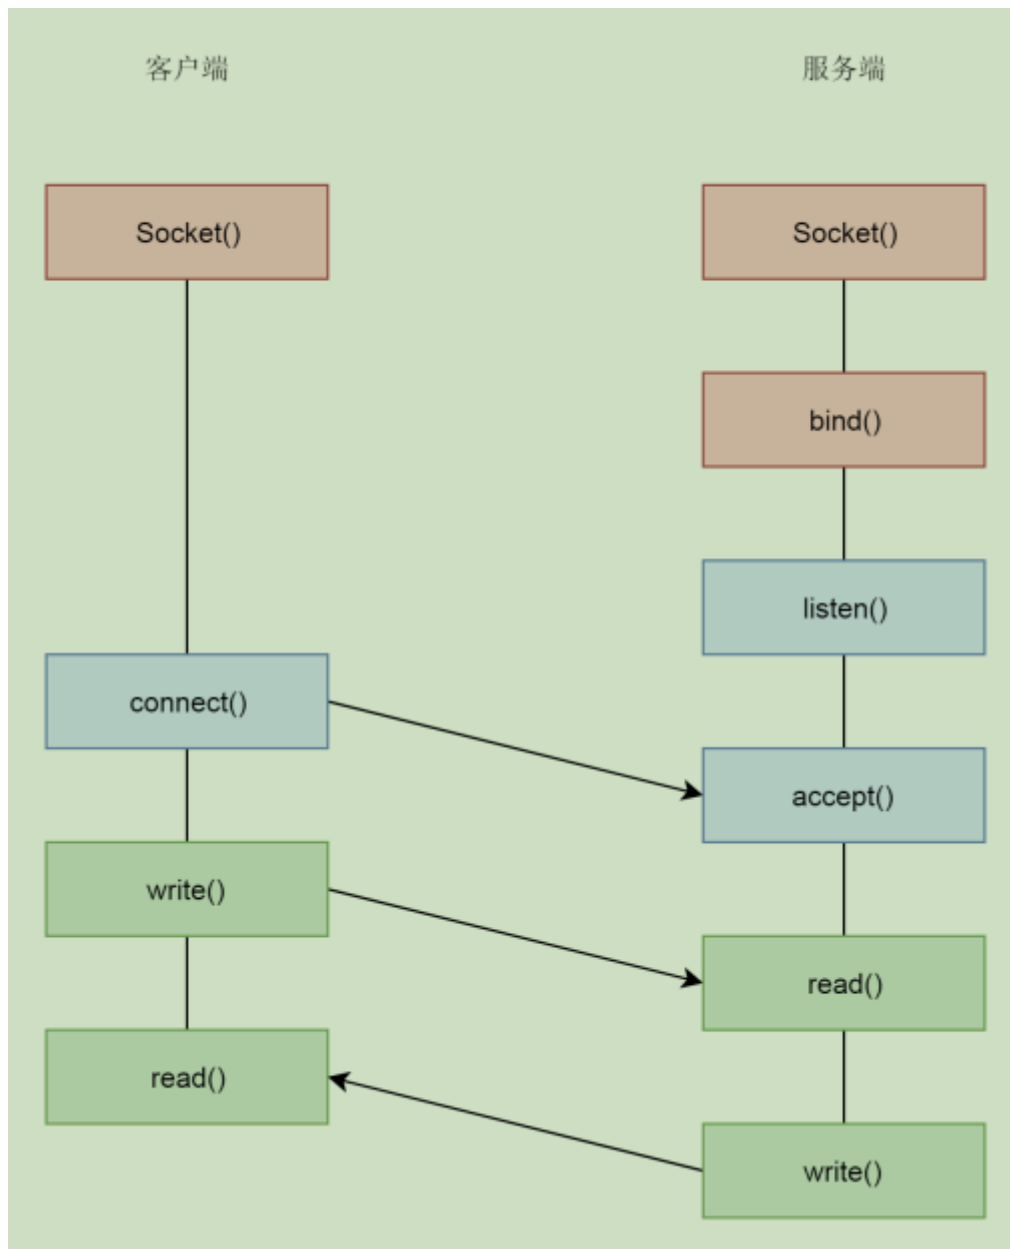 客户端
服务端
Socket()
Socket()
bind()
listen()
connect()
accept()
write()
read()
read()
write()